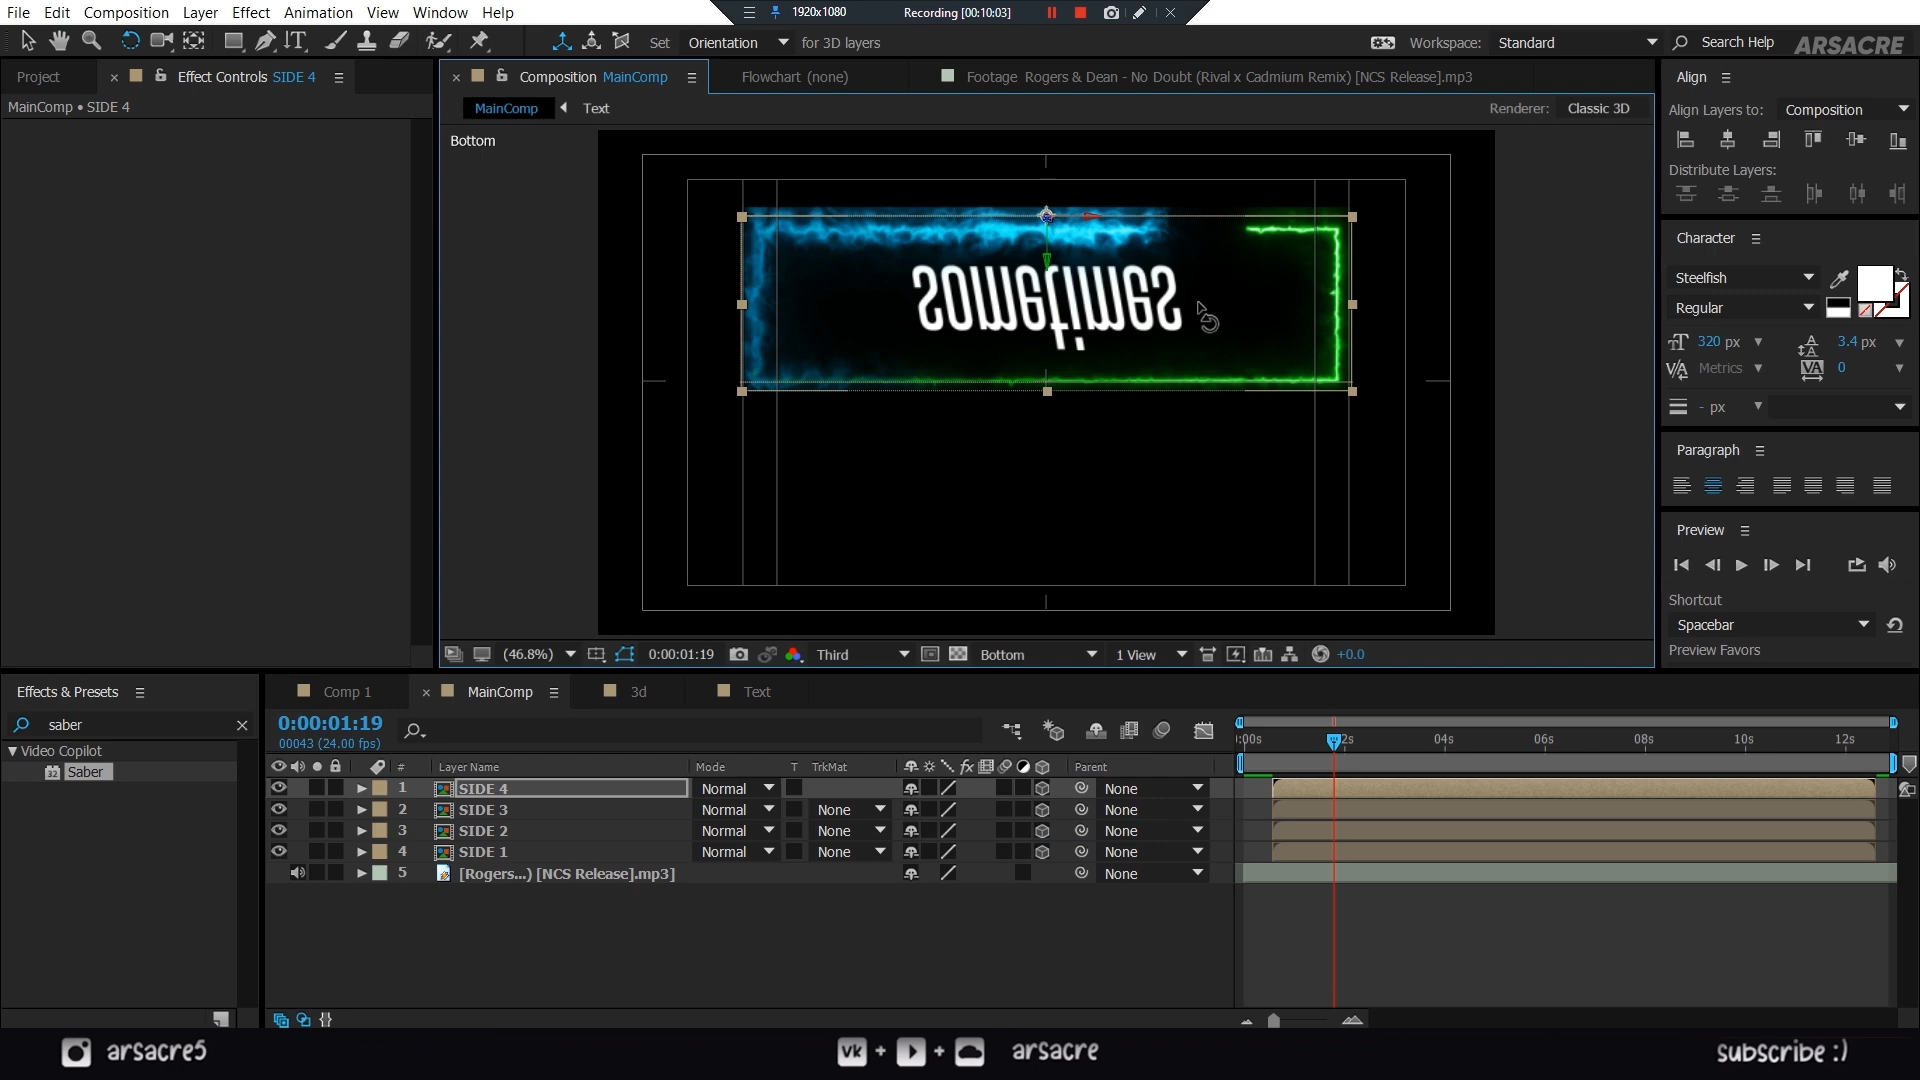 File Edit Composition Layer Effect Animation View Window Help
1920x1080 Recording [00:10:03]
Set Orientation for 3D layers
Workspace: Standard Search Help ARSACRE
Project Effect Controls SIDE 4
Composition MainComp Flowchart (none) Footage Rogers & Dean - No Doubt (Rival x Cadmium Remix) [NCS Release].mp3
Align
MainComp • SIDE 4
MainComp Text
Renderer: Classic 3D
Align Layers to: Composition
Bottom
Distribute Layers:
Character
sometimes
Steelfish
Regular
320 px 3.4 px
Metrics 0
- px
Paragraph
Preview
Shortcut
Spacebar
Preview Favors
(46.8%) 0:00:01:19 Third Bottom 1 View +0.0
Effects & Presets
Comp 1 MainComp 3d Text
saber
0:00:01:19
00043 (24.00 fps)
:00s 2s 04s 06s 08s 10s 12s
Video Copilot
32 Saber
# Layer Name Mode T TrkMat fx Parent
1 SIDE 4 Normal None
2 SIDE 3 Normal None None
3 SIDE 2 Normal None None
4 SIDE 1 Normal None None
5 [Rogers...) [NCS Release].mp3] None
arsacre5 VK + + arsacre subscribe :)